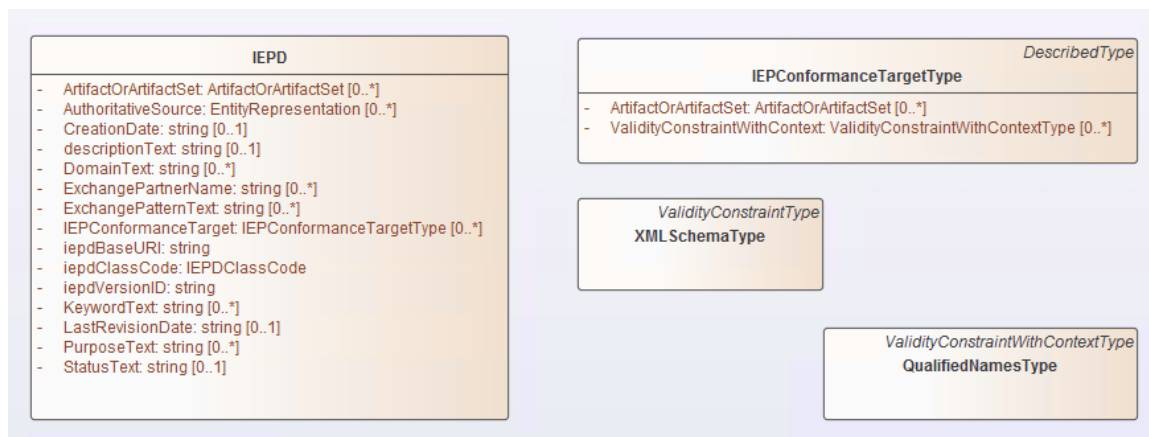 IEPD
- ArtifactOrArtifactSet: ArtifactOrArtifactSet [0..*]
- AuthoritativeSource: EntityRepresentation [0..*]
- CreationDate: string [0..1]
- descriptionText: string [0..1]
- DomainText: string [0..*]
- ExchangePartnerName: string [0..*]
- ExchangePatternText: string [0..*]
- IEPConformanceTarget: IEPConformanceTargetType [0..*]
- iepdBaseURI: string
- iepdClassCode: IEPDClassCode
- iepdVersionID: string
- KeywordText: string [0..*]
- LastRevisionDate: string [0..1]
- PurposeText: string [0..*]
- StatusText: string [0..1]
DescribedType
IEPConformanceTargetType
- ArtifactOrArtifactSet: ArtifactOrArtifactSet [0..*]
- ValidityConstraintWithContext: ValidityConstraintWithContextType [0..*]
ValidityConstraintType
XMLSchemaType
ValidityConstraintWithContextType
QualifiedNamesType